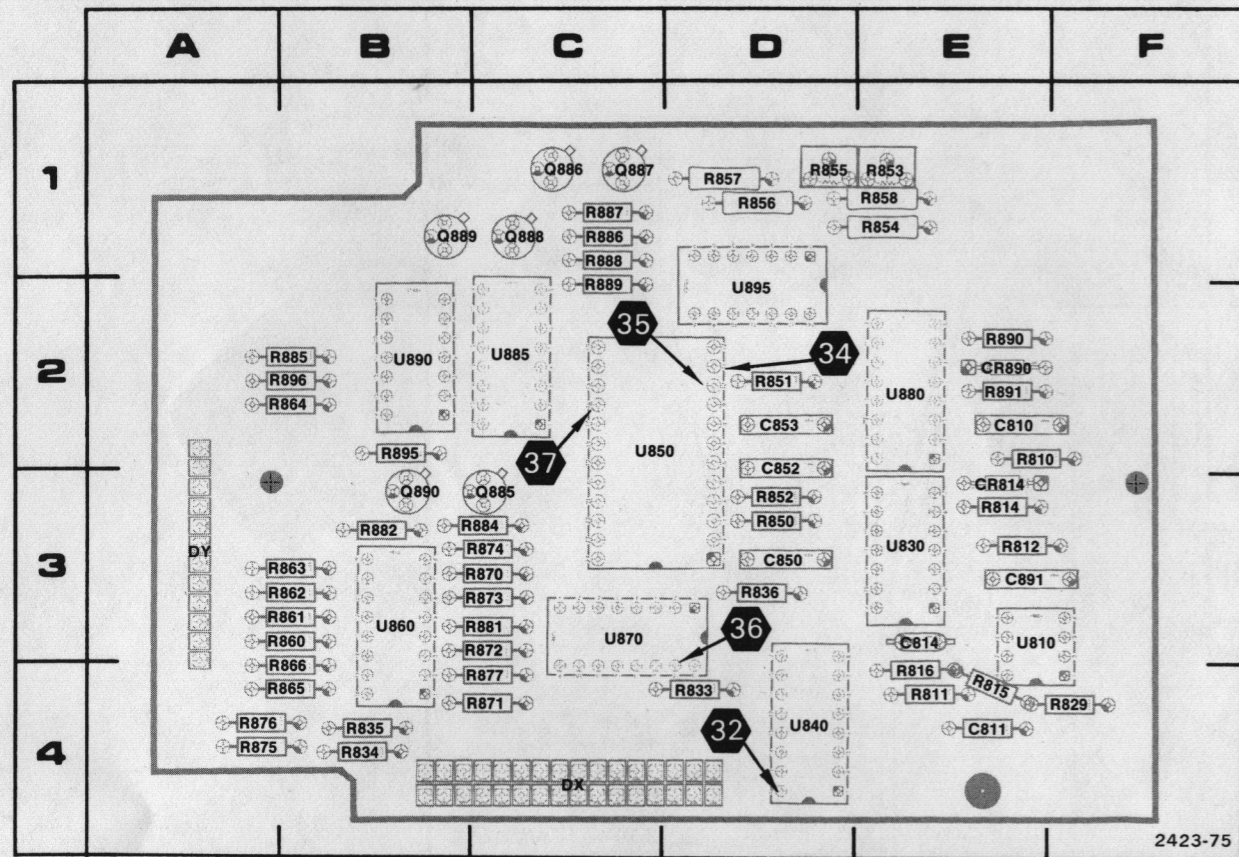 A B C D E F
1
Q886 Q887 R857 R855 R853
R856 R858
R887
Q889 Q888 R886 R854
R888
R889 U895
35
34
2
R885 U890 U885 R890
R896 R851 CR890
R864 U880 R891
C853 C810
37 U850
R895 R810
C852
Q890 Q885 CR814
R852 R814
R882 R884 R850
3
DY R874 U830 R812
R863 R870 C850 C891
R862 R873 R836
R861 U860 R881 U870 36
R860 R872 C814 U810
R866 R877 R816
R865 R833 R811 R815
R871 R829
4
R876 R835 32 U840 C811
R875 R834
DX
2423-75